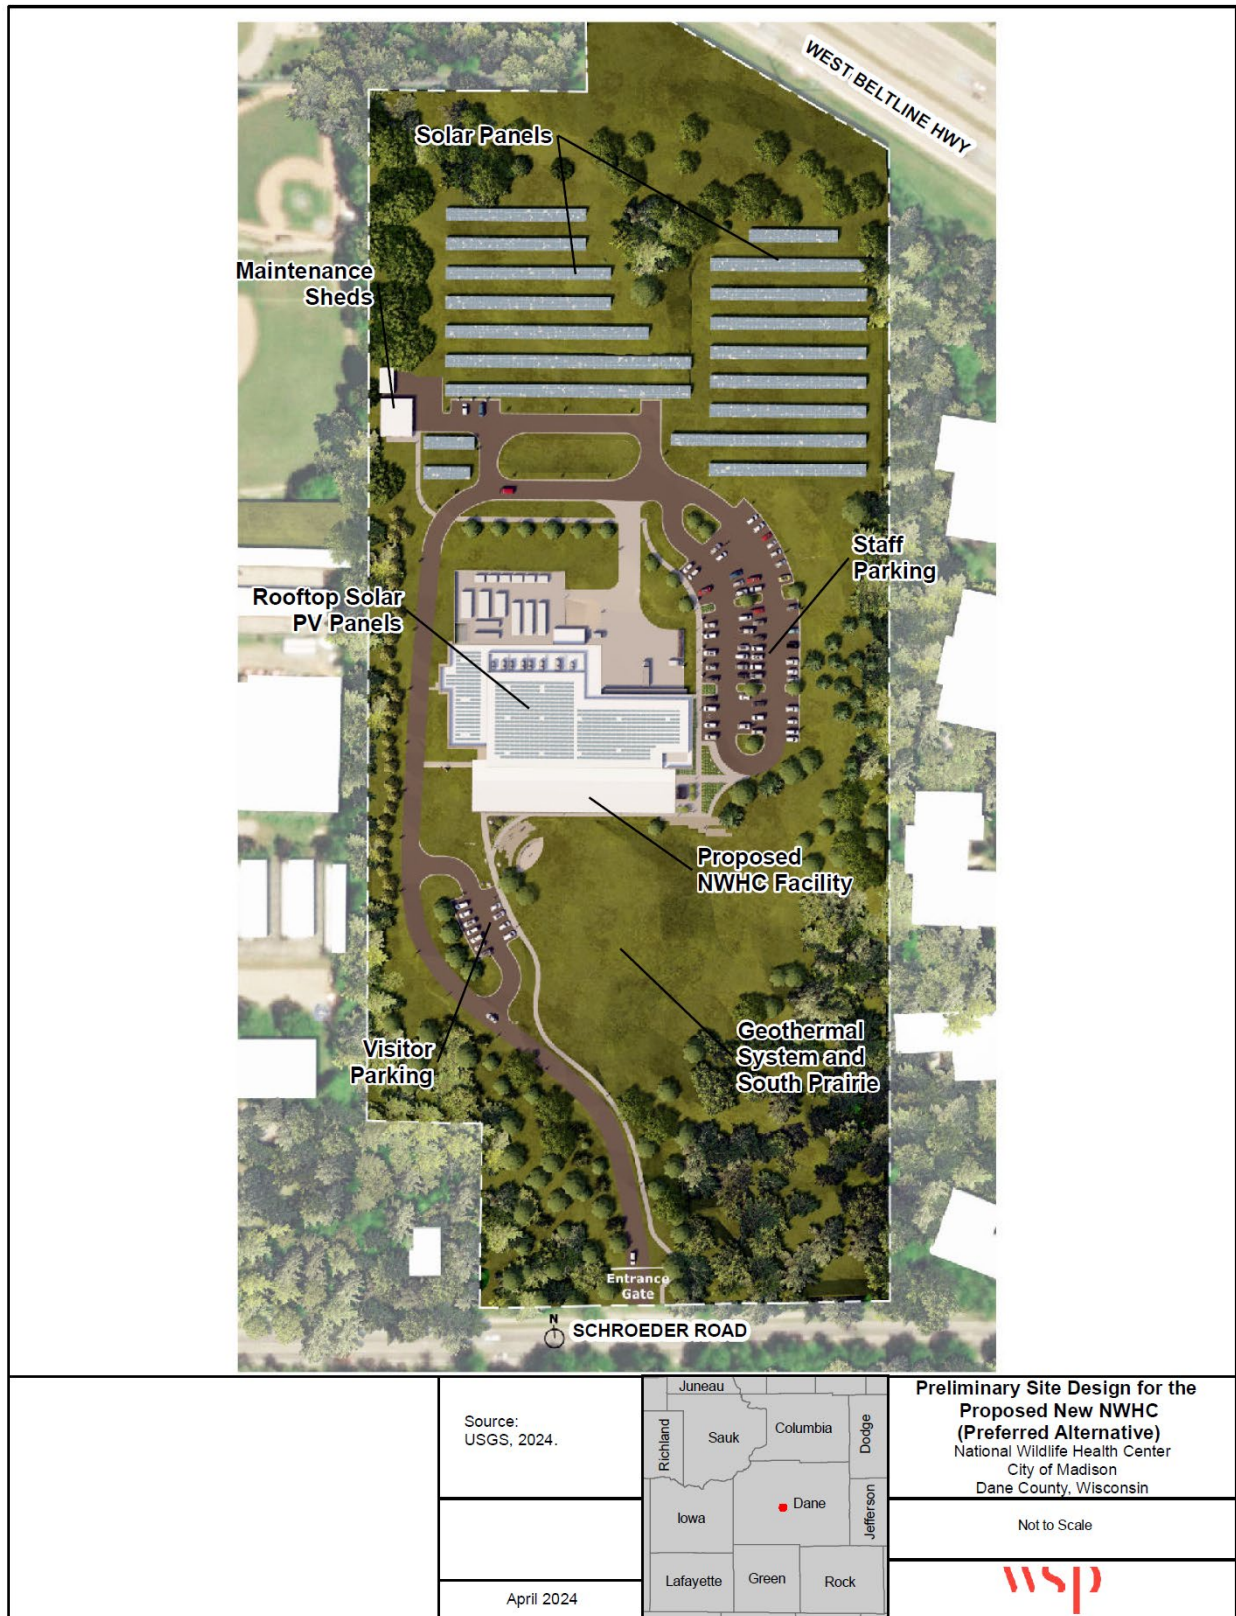 WEST BELTLINE HWY
Solar Panels
Maintenance
Sheds
Staff
Parking
Rooftop Solar
PV Panels
Proposed
NWHC Facility
Geothermal
System and
South Prairie
Visitor
Parking
Entrance
Gate
N
SCHROEDER ROAD
Source:
USGS, 2024.
April 2024
Juneau
Richland
Sauk
Columbia
Dodge
Iowa
Dane
Jefferson
Lafayette
Green
Rock
Preliminary Site Design for the
Proposed New NWHC
(Preferred Alternative)
National Wildlife Health Center
City of Madison
Dane County, Wisconsin
Not to Scale
wsp